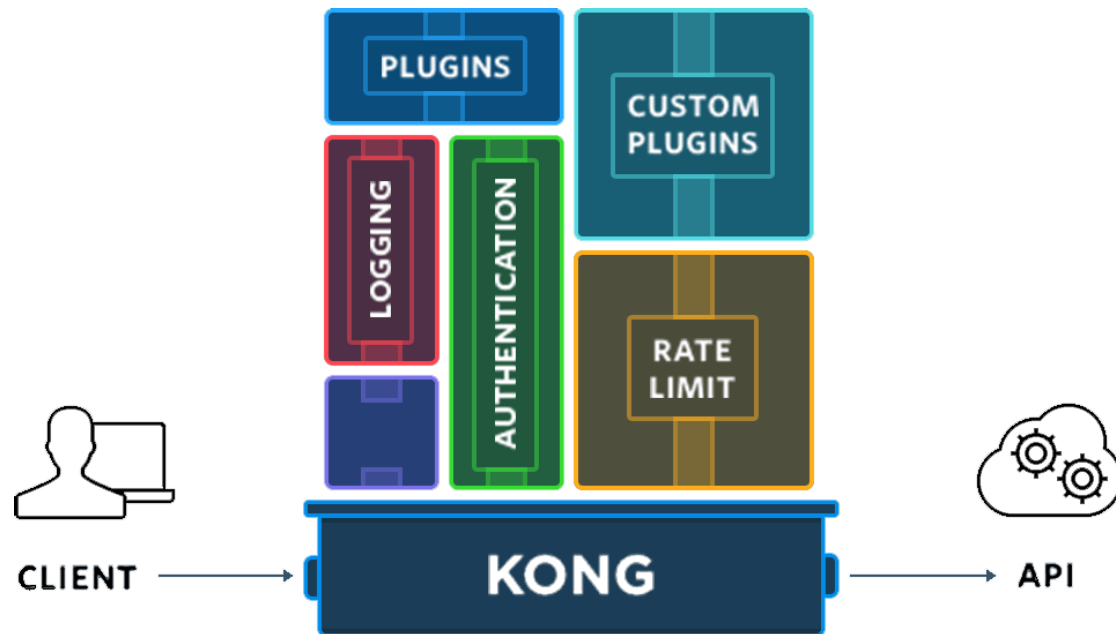 PLUGINS
CUSTOM
PLUGINS
LOGGING
AUTHENTICATION
RATE
LIMIT
CLIENT
KONG
API